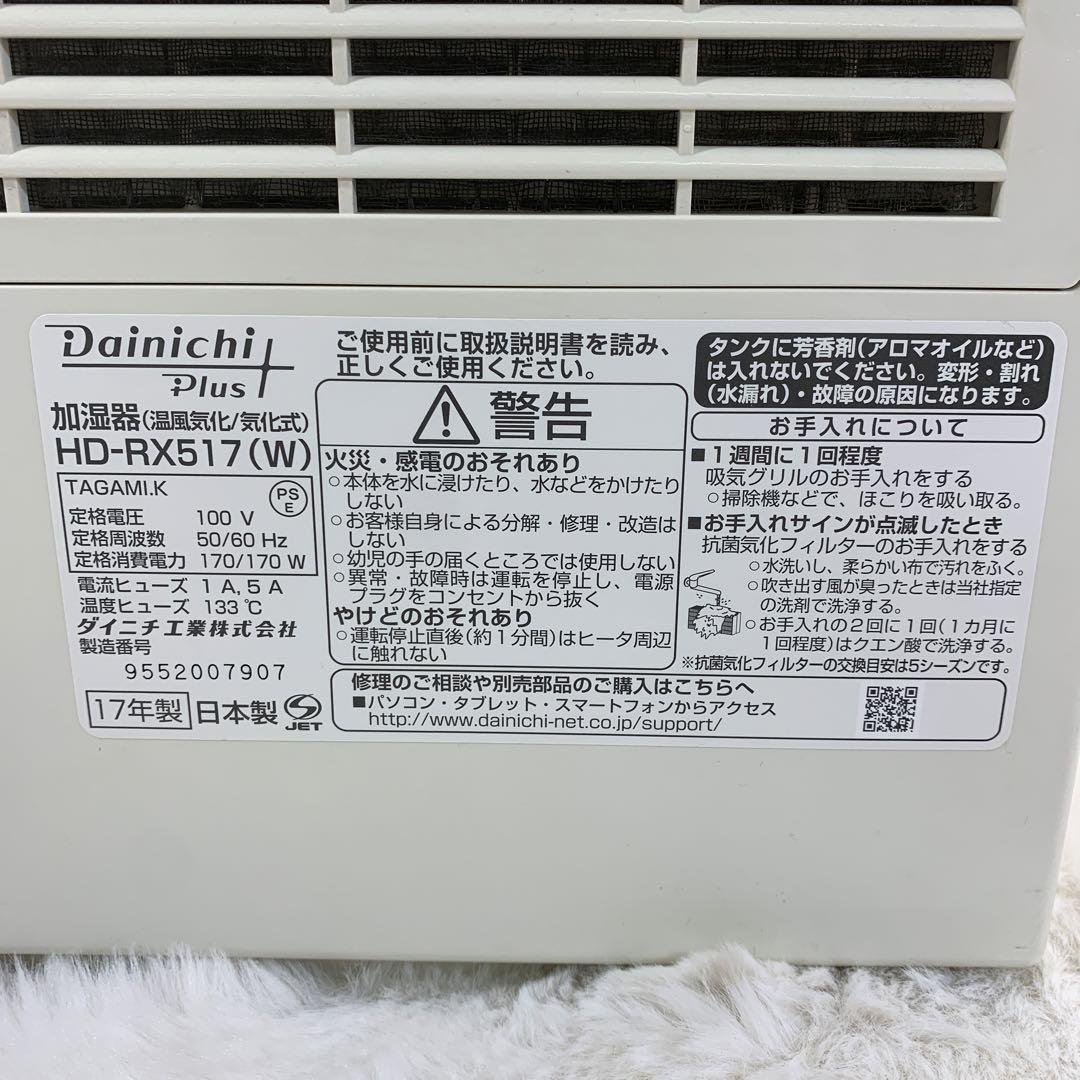 Dainichi
Plus
加湿器(温風気化/気化式)
HD-RX517(W)
TAGAMI.K
PS
E
定格電圧 100 V
定格周波数 50/60 Hz
定格消費電力 170/170 W
電流ヒューズ 1 A, 5 A
温度ヒューズ 133℃
ダイニチ工業株式会社
製造番号
9552007907
17年製 日本製
JET
ご使用前に取扱説明書を読み、
正しくご使用ください。
警告
火災・感電のおそれあり
○本体を水に浸けたり、水などをかけたり
しない
○お客様自身による分解・修理・改造は
しない
○幼児の手の届くところでは使用しない
○異常・故障時は運転を停止し、電源
プラグをコンセントから抜く
やけどのおそれあり
○運転停止直後(約1分間)はヒータ周辺
に触れない
タンクに芳香剤(アロマオイルなど)
は入れないでください。変形・割れ
(水漏れ)・故障の原因になります。
お手入れについて
■1週間に1回程度
吸気グリルのお手入れをする
○掃除機などで、ほこりを吸い取る。
■お手入れサインが点滅したとき
抗菌気化フィルターのお手入れをする
○水洗いし、柔らかい布で汚れをふく。
○吹き出す風が臭ったときは当社指定
の洗剤で洗浄する。
○お手入れの2回に1回(1カ月に
1回程度)はクエン酸で洗浄する。
※抗菌気化フィルターの交換目安は5シーズンです。
修理のご相談や別売部品のご購入はこちらへ
■パソコン・タブレット・スマートフォンからアクセス
http://www.dainichi-net.co.jp/support/